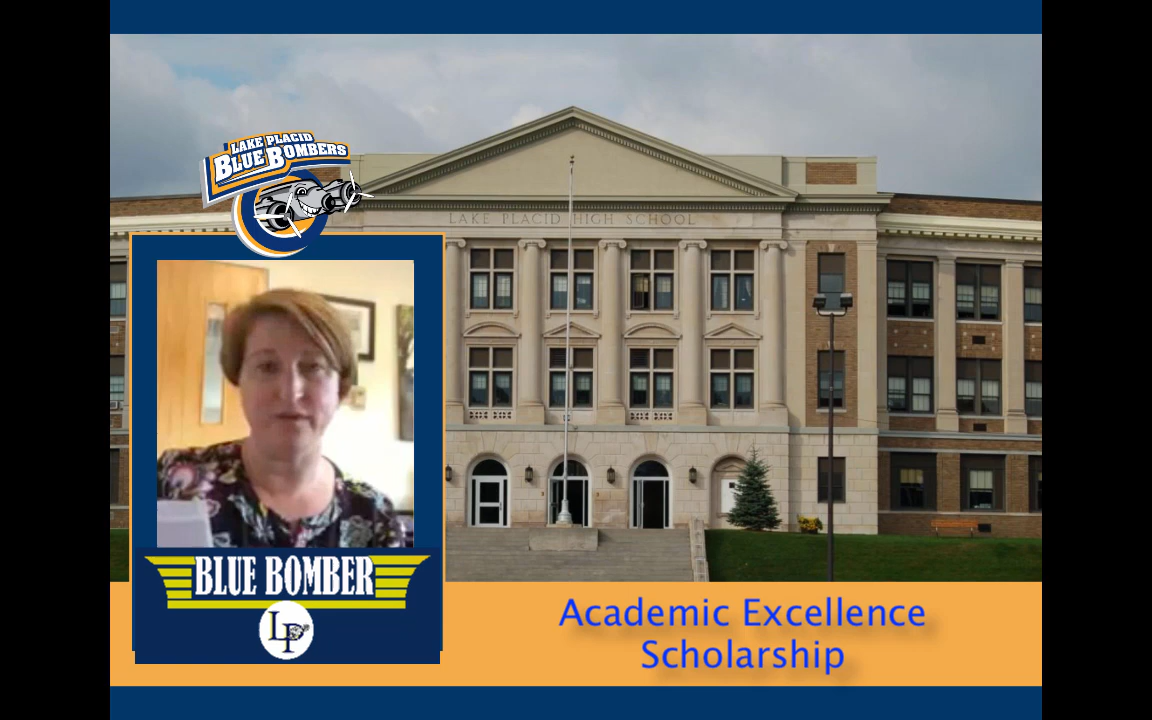 LAKE PLACID
BLUE BOMBERS
LAKE PLACID HIGH SCHOOL
BLUE BOMBER
LP
Academic Excellence
Scholarship